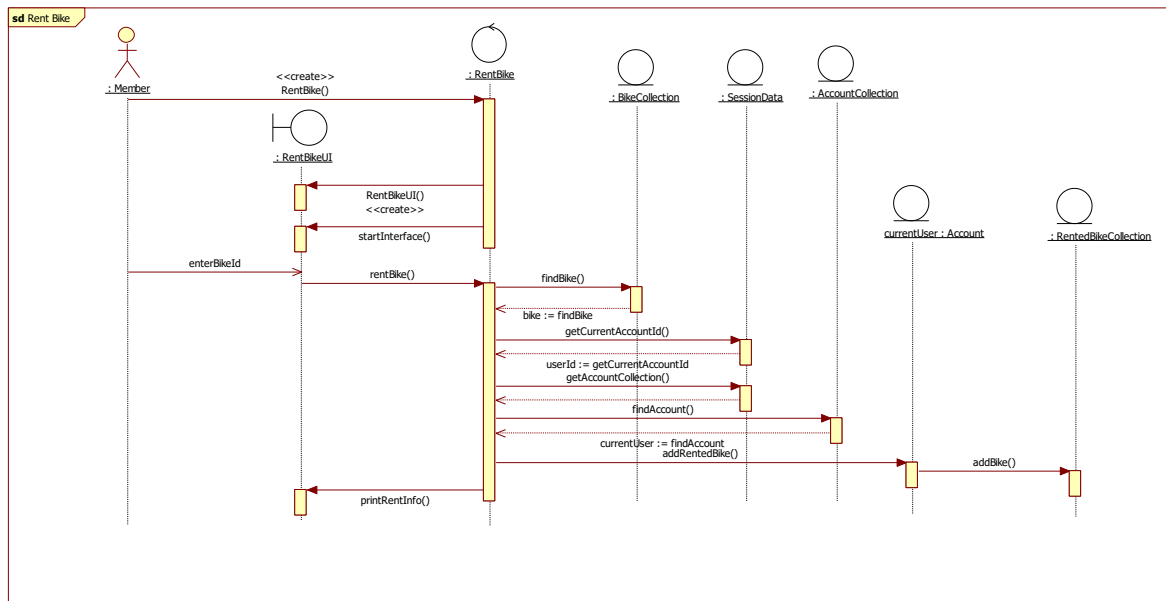 sd Rent Bike
: Member
<<create>>
RentBike()
: RentBike
: BikeCollection
: SessionData
: AccountCollection
: RentBikeUI
RentBikeUI()
<<create>>
startInterface()
currentUser : Account
: RentedBikeCollection
enterBikeId
rentBike()
findBike()
bike := findBike
getCurrentAccountId()
userId := getCurrentAccountId
getAccountCollection()
findAccount()
currentUser := findAccount
addRentedBike()
addBike()
printRentInfo()